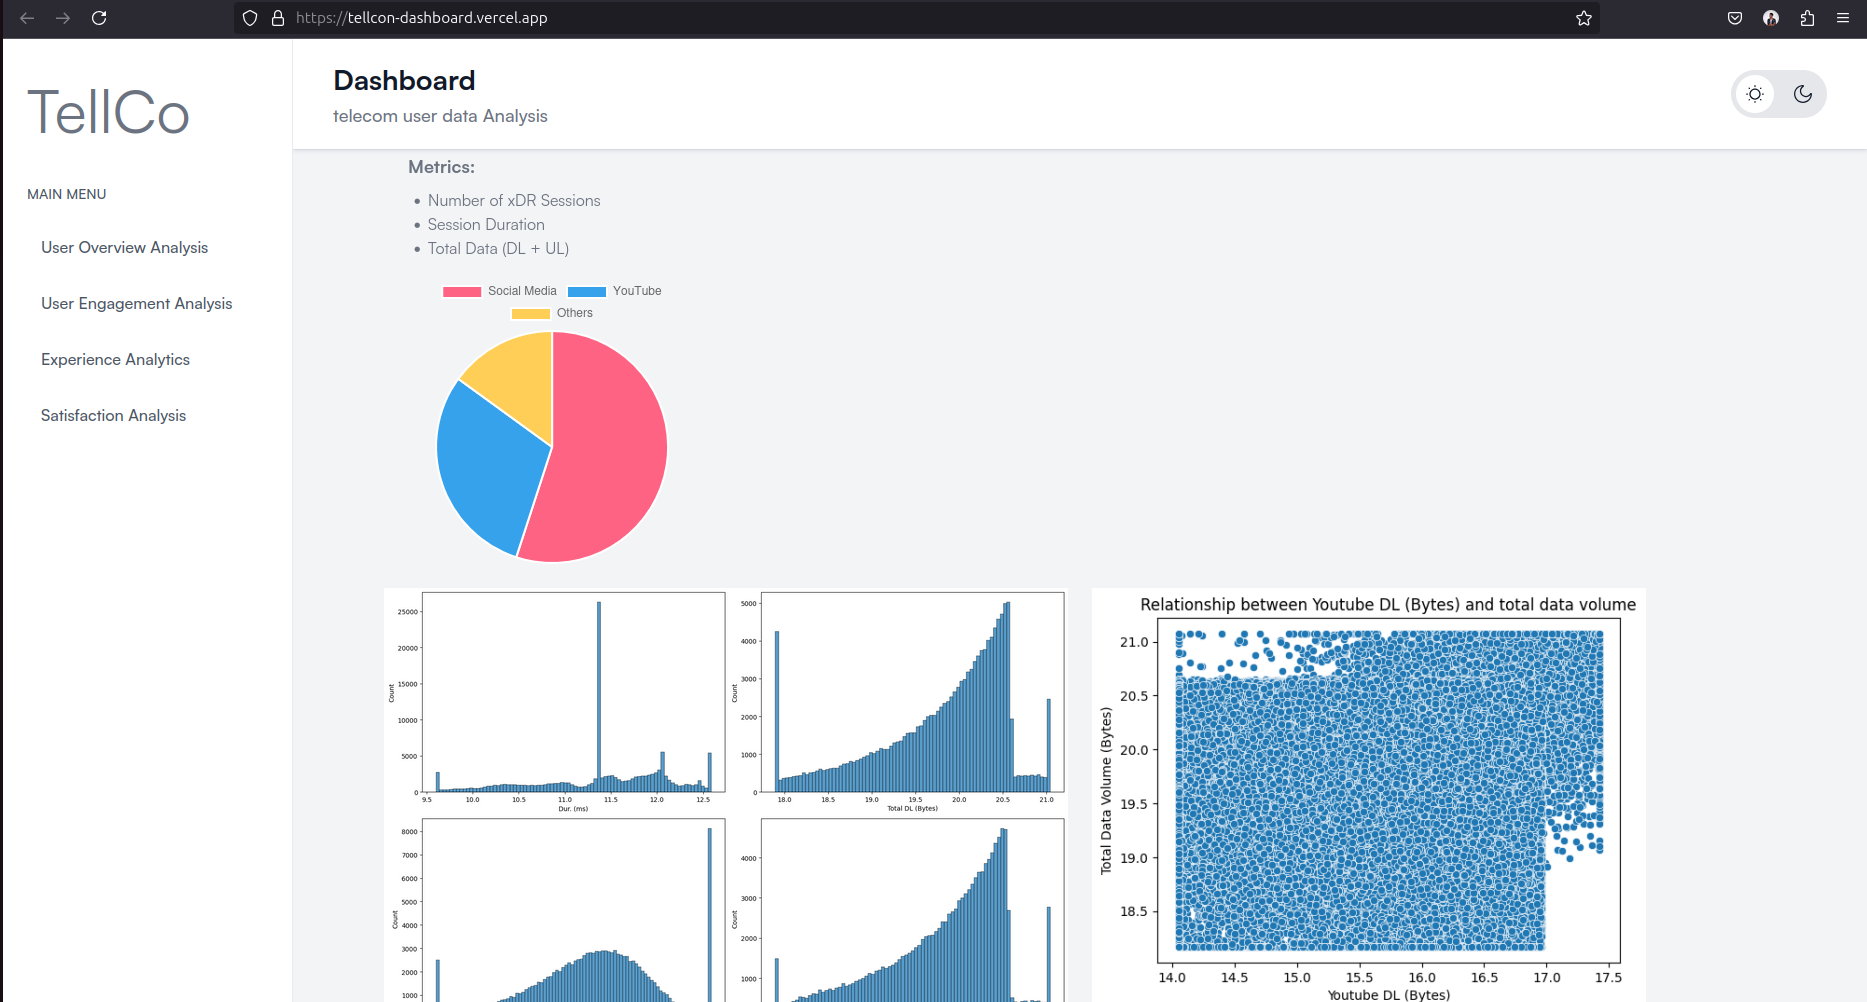 https://tellcon-dashboard.vercel.app
TellCo
MAIN MENU
User Overview Analysis
User Engagement Analysis
Experience Analytics
Satisfaction Analysis
Dashboard
telecom user data Analysis
Metrics:
• Number of xDR Sessions
• Session Duration
• Total Data (DL + UL)
Social Media YouTube
Others
25000
20000
15000
10000
5000
0
Count
9.5 10.0 10.5 11.0 11.5 12.0 12.5
Dur. (ms)
5000
4000
3000
2000
1000
0
Count
18.0 18.5 19.0 19.5 20.0 20.5 21.0
Total DL (Bytes)
8000
7000
6000
5000
4000
3000
2000
1000
Count
4000
3000
2000
1000
Count
Relationship between Youtube DL (Bytes) and total data volume
21.0
20.5
20.0
19.5
19.0
18.5
Total Data Volume (Bytes)
14.0 14.5 15.0 15.5 16.0 16.5 17.0 17.5
Youtube DL (Bytes)